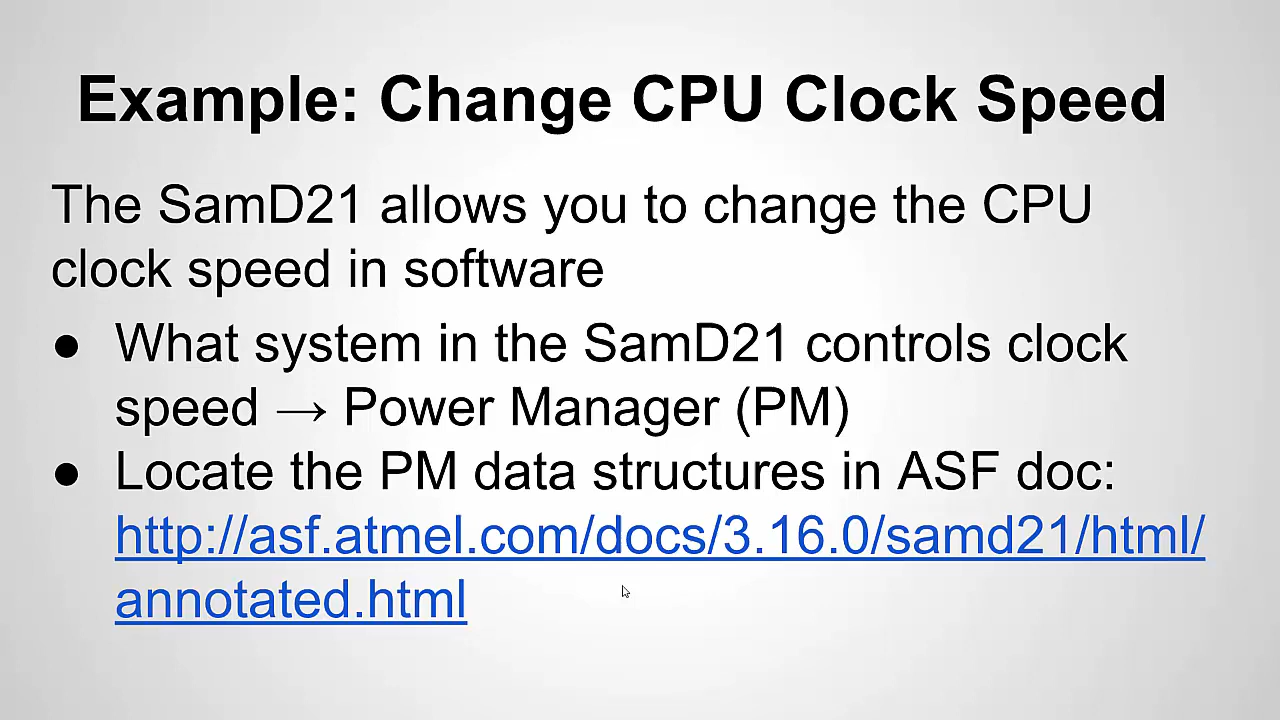 Example: Change CPU Clock Speed
The SamD21 allows you to change the CPU
clock speed in software
● What system in the SamD21 controls clock
speed → Power Manager (PM)
● Locate the PM data structures in ASF doc:
http://asf.atmel.com/docs/3.16.0/samd21/html/
annotated.html